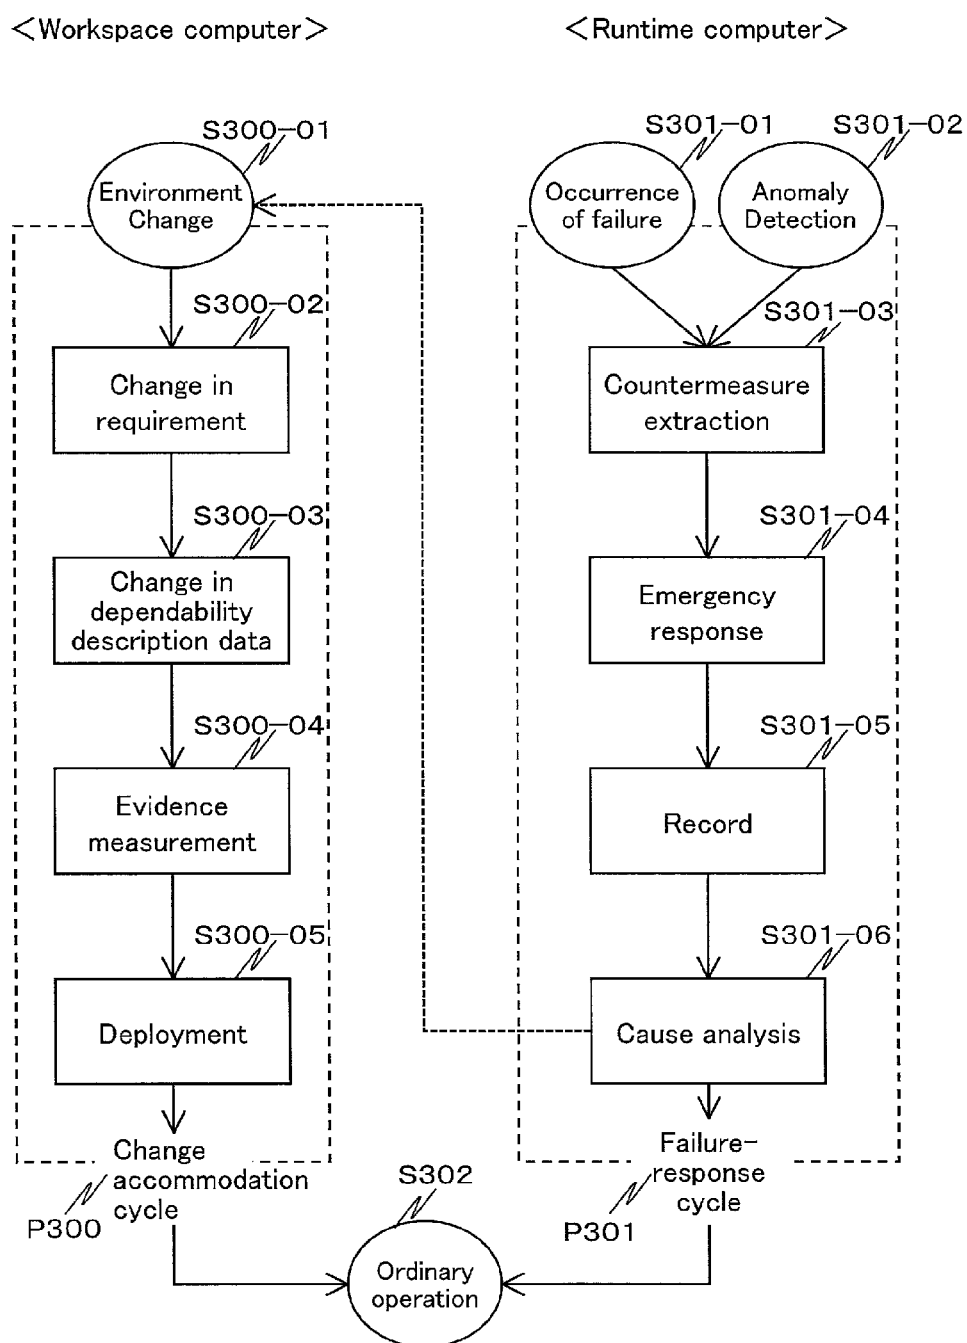 <Workspace computer>
<Runtime computer>
S300-01
Environment
Change
S300-02
Change in
requirement
S300-03
Change in
dependability
description data
S300-04
Evidence
measurement
S300-05
Deployment
Change
accommodation
cycle
P300
S301-01
Occurrence
of failure
S301-02
Anomaly
Detection
S301-03
Countermeasure
extraction
S301-04
Emergency
response
S301-05
Record
S301-06
Cause analysis
Failure-
response
cycle
P301
S302
Ordinary
operation